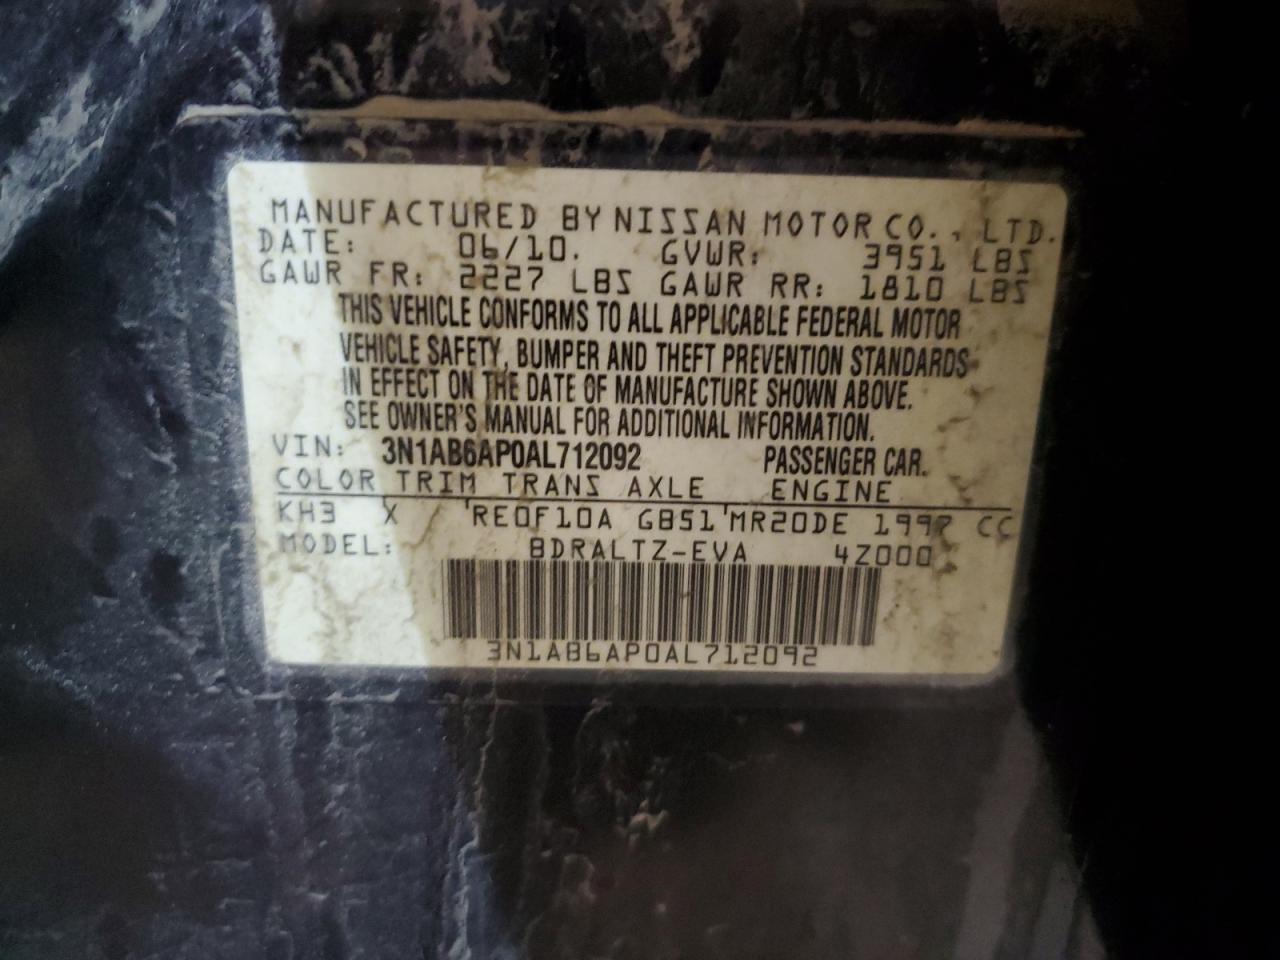 MANUFACTURED BY NISSAN MOTOR CO., LTD.
DATE: 06/10. GVWR: 3951 LBS
GAWR FR: 2227 LBS GAWR RR: 1810 LBS
THIS VEHICLE CONFORMS TO ALL APPLICABLE FEDERAL MOTOR
VEHICLE SAFETY, BUMPER AND THEFT PREVENTION STANDARDS
IN EFFECT ON THE DATE OF MANUFACTURE SHOWN ABOVE.
SEE OWNER'S MANUAL FOR ADDITIONAL INFORMATION.
VIN: 3N1AB6AP0AL712092 PASSENGER CAR.
COLOR TRIM TRANS AXLE ENGINE
KH3 X RE0F10A GB51 MR20DE 1997 CC
MODEL: BDRALTZ-EVA 4Z000
3N1AB6AP0AL712092